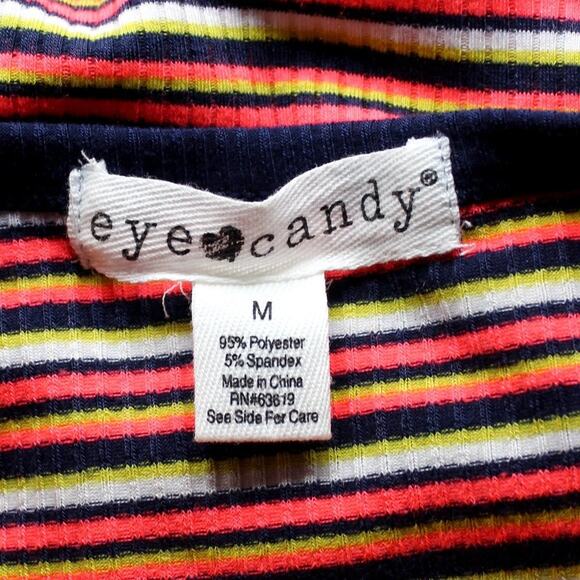 eye candy®
M
95% Polyester
5% Spandex
Made in China
RN#63619
See Side For Care